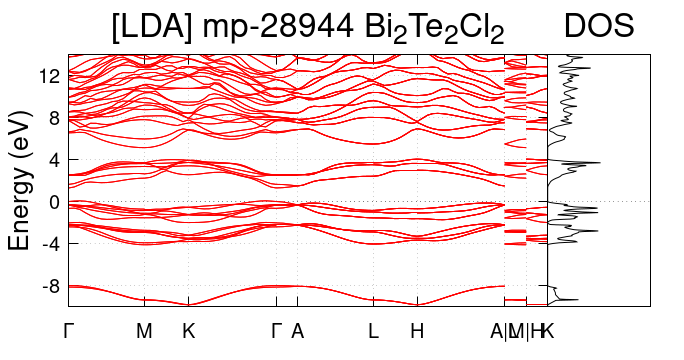 [LDA] mp-28944 Bi₂Te₂Cl₂ DOS
Energy (eV)
12
8
4
0
-4
-8
Γ M K Γ A L H A|L M|H K